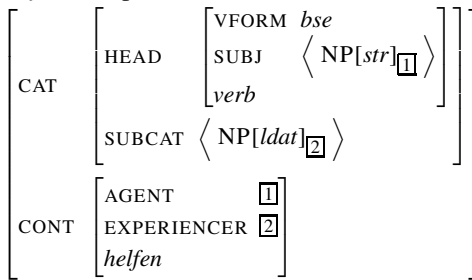 VFORM bse
HEAD SUBJ ⟨ NP[str]1 ⟩
CAT verb
SUBCAT ⟨ NP[ldat]2 ⟩
AGENT 1
CONT EXPERIENCER 2
helfen